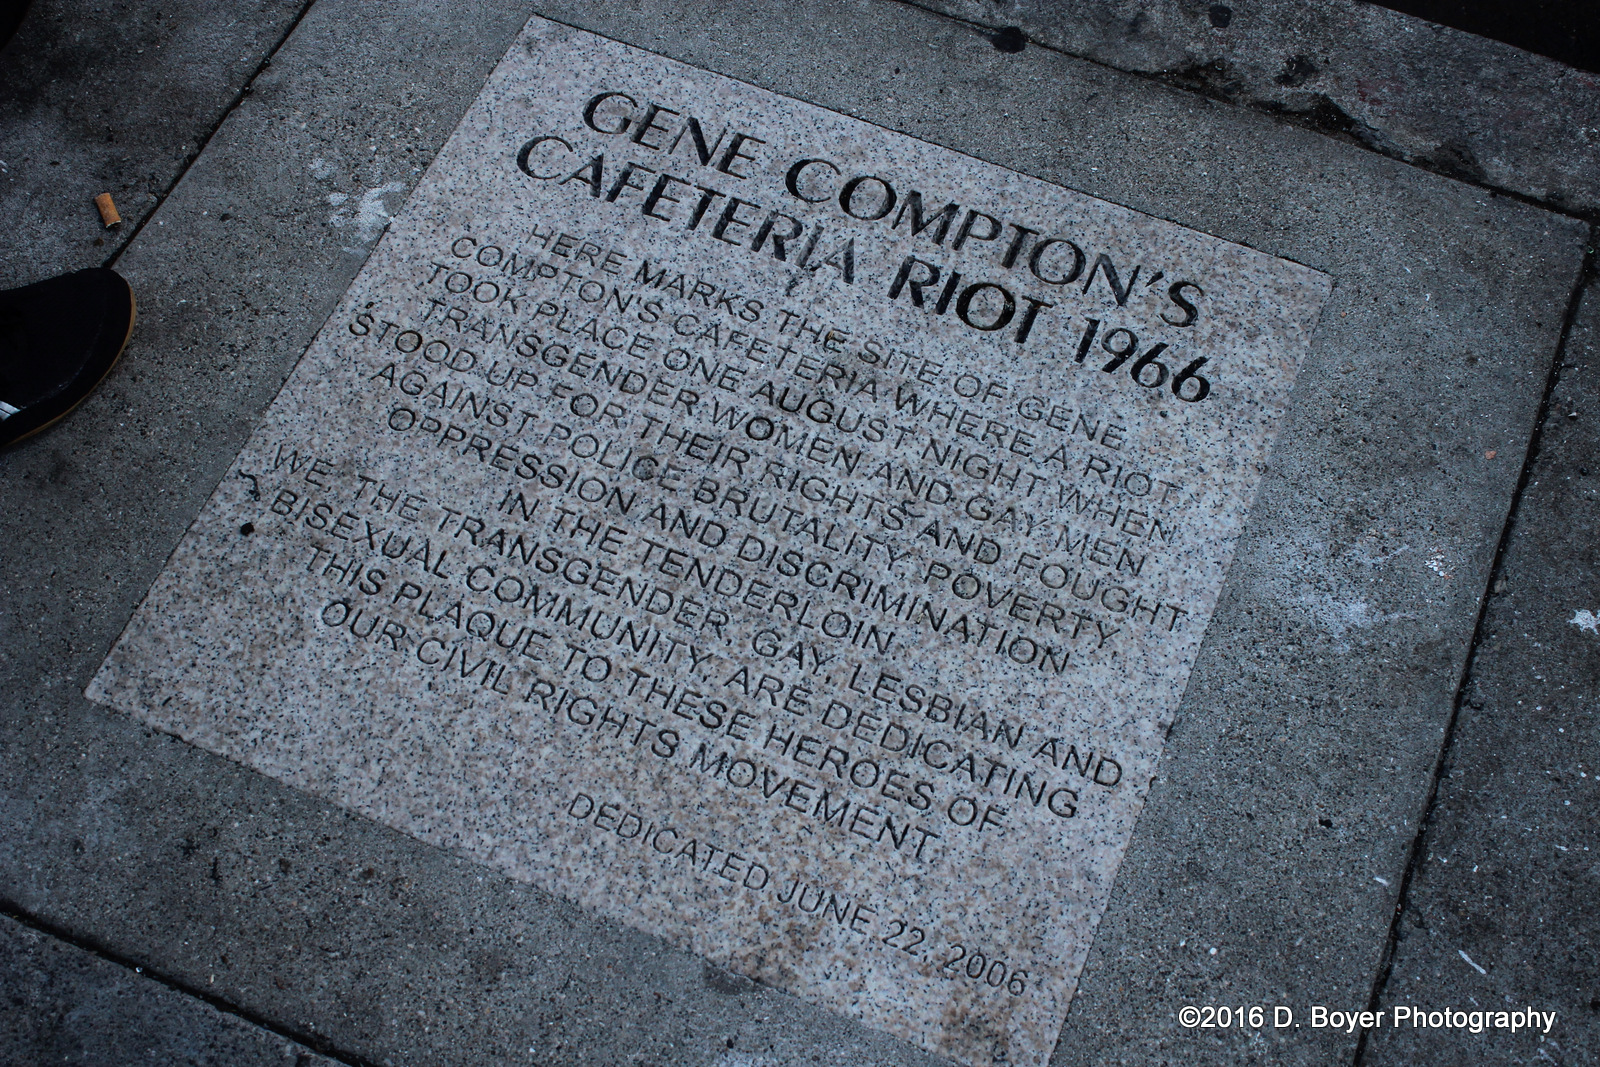 GENE COMPTON'S
CAFETERIA RIOT 1966
HERE MARKS THE SITE OF GENE
COMPTON'S CAFETERIA WHERE A RIOT
TOOK PLACE ONE AUGUST NIGHT WHEN
TRANSGENDER WOMEN AND GAY MEN
STOOD UP FOR THEIR RIGHTS AND FOUGHT
AGAINST POLICE BRUTALITY, POVERTY,
OPPRESSION AND DISCRIMINATION
IN THE TENDERLOIN
WE, THE TRANSGENDER, GAY, LESBIAN AND
BISEXUAL COMMUNITY, ARE DEDICATING
THIS PLAQUE TO THESE HEROES OF
OUR CIVIL RIGHTS MOVEMENT
DEDICATED JUNE 22, 2006
©2016 D. Boyer Photography